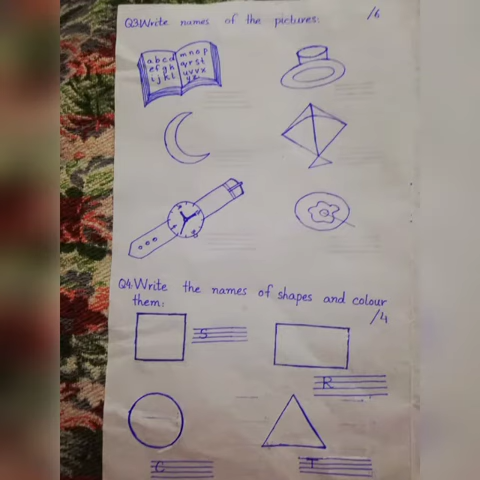 Q3 Write names of the pictures: /6
abcd mnop
efgh qrst
ijkl uvvx
yz
Q4: Write the names of shapes and colour
them: /4
S
R
C T